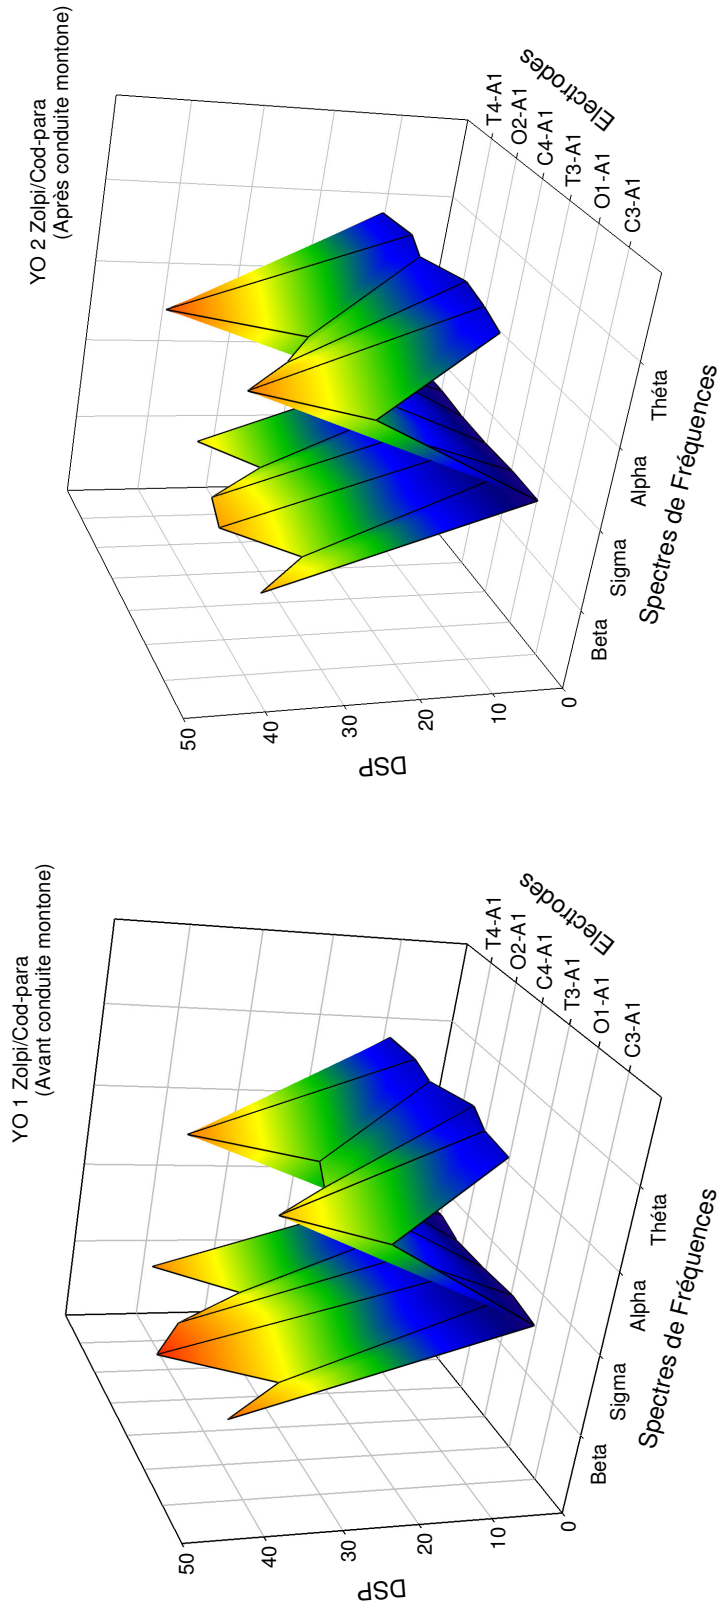 YO 2 Zolpi/Cod-para
(Après conduite montone)
50
40
30
20
10
0
DSP
Beta
Sigma
Alpha
Théta
Spectres de Fréquences
T4-A1
O2-A1
C4-A1
T3-A1
O1-A1
C3-A1
Electrodes
YO 1 Zolpi/Cod-para
(Avant conduite montone)
50
40
30
20
10
0
DSP
Beta
Sigma
Alpha
Théta
Spectres de Fréquences
T4-A1
O2-A1
C4-A1
T3-A1
O1-A1
C3-A1
Electrodes